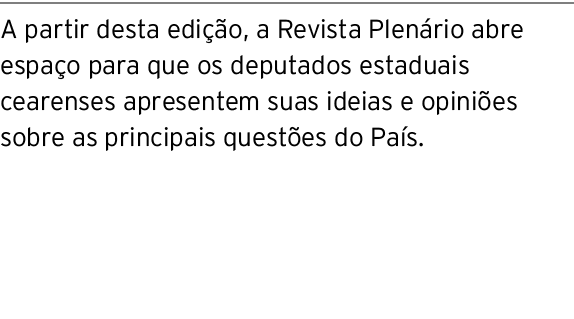 A partir desta edição, a Revista Plenário abre
espaço para que os deputados estaduais
cearenses apresentem suas ideias e opiniões
sobre as principais questões do País.